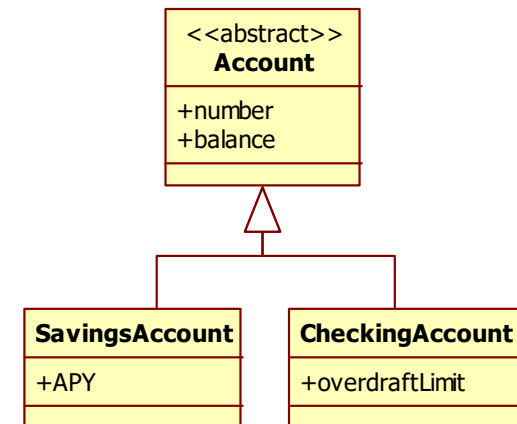 <<abstract>>
Account
+number
+balance
SavingsAccount
+APY
CheckingAccount
+overdraftLimit